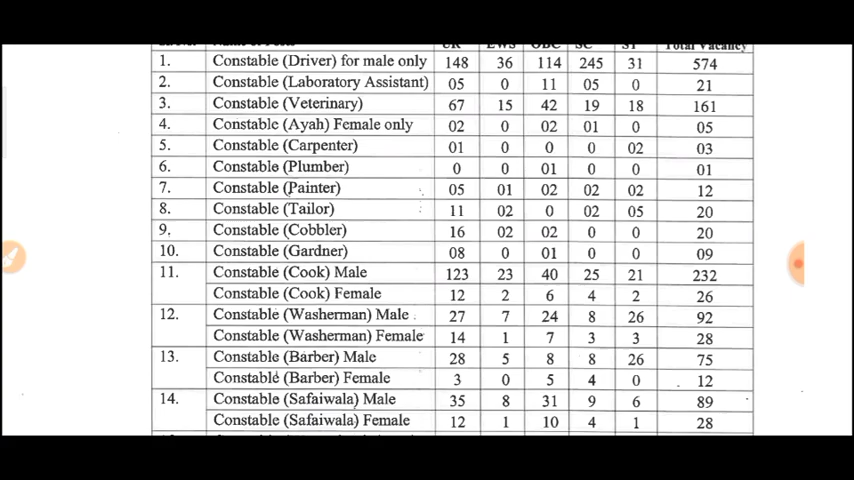 UR EWS OBC SC ST Total Vacancy
1. Constable (Driver) for male only 148 36 114 245 31 574
2. Constable (Laboratory Assistant) 05 0 11 05 0 21
3. Constable (Veterinary) 67 15 42 19 18 161
4. Constable (Ayah) Female only 02 0 02 01 0 05
5. Constable (Carpenter) 01 0 0 0 02 03
6. Constable (Plumber) 0 0 01 0 0 01
7. Constable (Painter) 05 01 02 02 02 12
8. Constable (Tailor) 11 02 0 02 05 20
9. Constable (Cobbler) 16 02 02 0 0 20
10. Constable (Gardner) 08 0 01 0 0 09
11. Constable (Cook) Male 123 23 40 25 21 232
Constable (Cook) Female 12 2 6 4 2 26
12. Constable (Washerman) Male 27 7 24 8 26 92
Constable (Washerman) Female 14 1 7 3 3 28
13. Constable (Barber) Male 28 5 8 8 26 75
Constable (Barber) Female 3 0 5 4 0 12
14. Constable (Safaiwala) Male 35 8 31 9 6 89
Constable (Safaiwala) Female 12 1 10 4 1 28